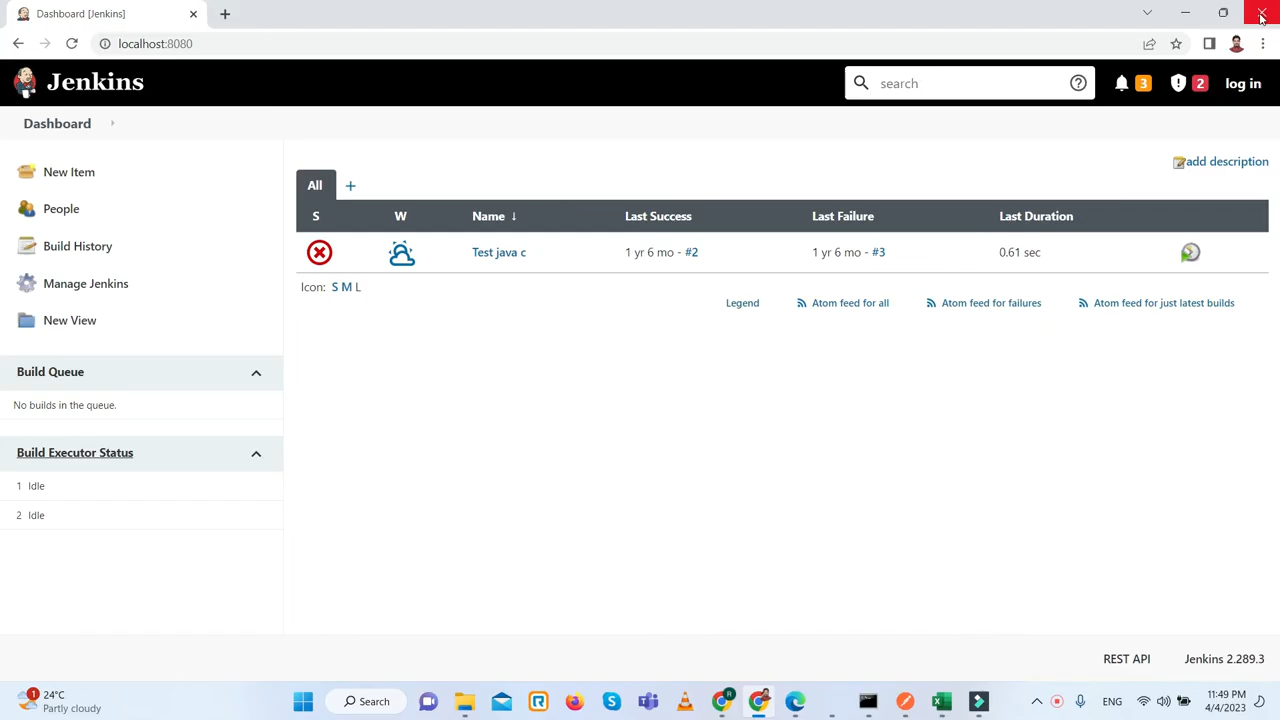 Dashboard [Jenkins]
localhost:8080
Jenkins
search
3
2
log in
Dashboard
New Item
People
Build History
Manage Jenkins
New View
Build Queue
No builds in the queue.
Build Executor Status
1 Idle
2 Idle
add description
All +
S W Name ↓ Last Success Last Failure Last Duration
Test java c 1 yr 6 mo - #2 1 yr 6 mo - #3 0.61 sec
Icon: S M L
Legend Atom feed for all Atom feed for failures Atom feed for just latest builds
REST API Jenkins 2.289.3
1
24°C
Partly cloudy
Search
R
ENG
11:49 PM
4/4/2023